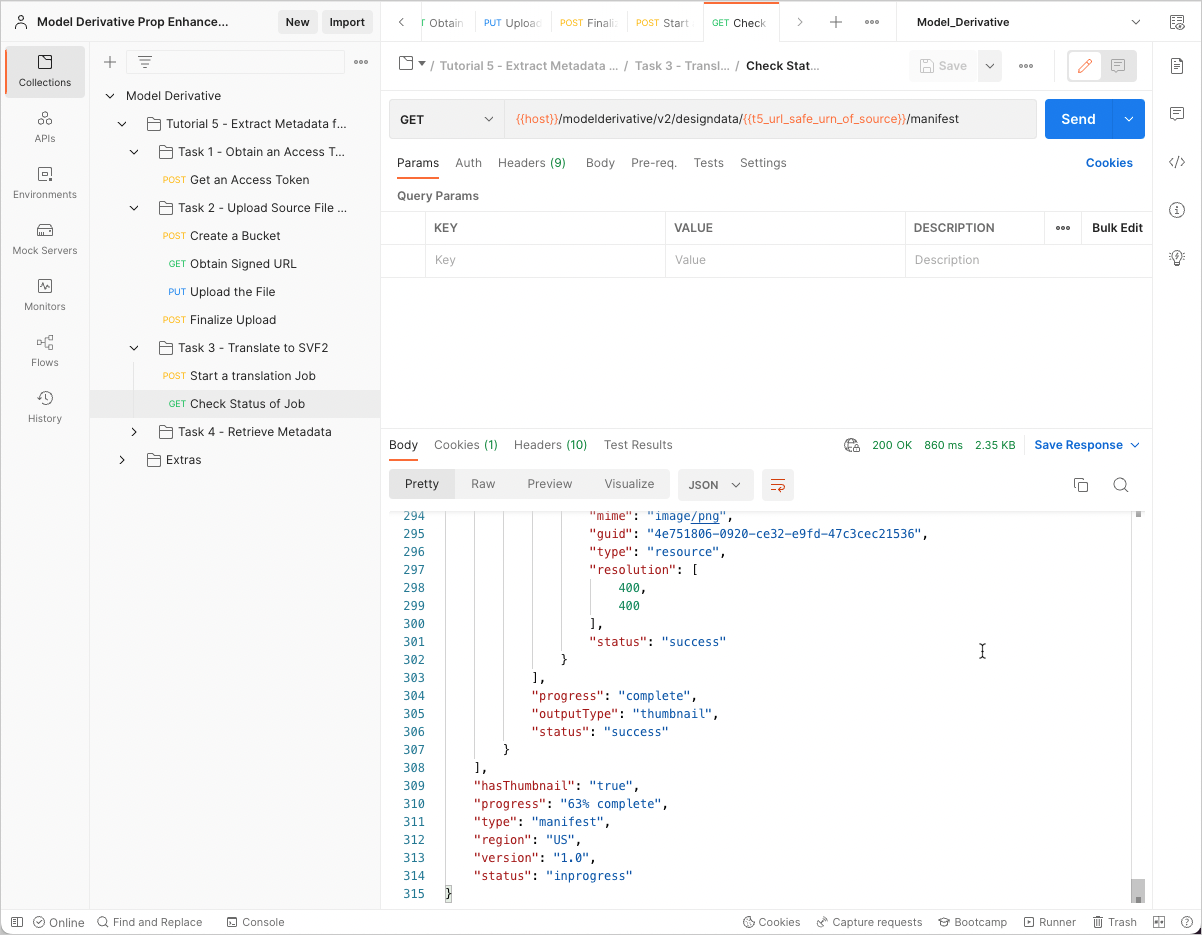 Model Derivative Prop Enhance...
New
Import
Obtain
PUT Upload
POST Finali
POST Start
GET Check
Model_Derivative
Collections
APIs
Environments
Mock Servers
Monitors
Flows
History
Model Derivative
Tutorial 5 - Extract Metadata f...
Task 1 - Obtain an Access T...
POST Get an Access Token
Task 2 - Upload Source File ...
POST Create a Bucket
GET Obtain Signed URL
PUT Upload the File
POST Finalize Upload
Task 3 - Translate to SVF2
POST Start a translation Job
GET Check Status of Job
Task 4 - Retrieve Metadata
Extras
/ Tutorial 5 - Extract Metadata ... / Task 3 - Transl... / Check Stat...
Save
GET
{{host}}/modelderivative/v2/designdata/{{t5_url_safe_urn_of_source}}/manifest
Send
Params Auth Headers (9) Body Pre-req. Tests Settings
Cookies
Query Params
KEY VALUE DESCRIPTION Bulk Edit
Key Value Description
Body Cookies (1) Headers (10) Test Results
200 OK 860 ms 2.35 KB Save Response
Pretty Raw Preview Visualize JSON
294 "mime": "image/png",
295 "guid": "4e751806-0920-ce32-e9fd-47c3cec21536",
296 "type": "resource",
297 "resolution": [
298 400,
299 400
300 ],
301 "status": "success"
302 }
303 ],
304 "progress": "complete",
305 "outputType": "thumbnail",
306 "status": "success"
307 }
308 ],
309 "hasThumbnail": "true",
310 "progress": "63% complete",
311 "type": "manifest",
312 "region": "US",
313 "version": "1.0",
314 "status": "inprogress"
315 }
Online Find and Replace Console
Cookies Capture requests Bootcamp Runner Trash